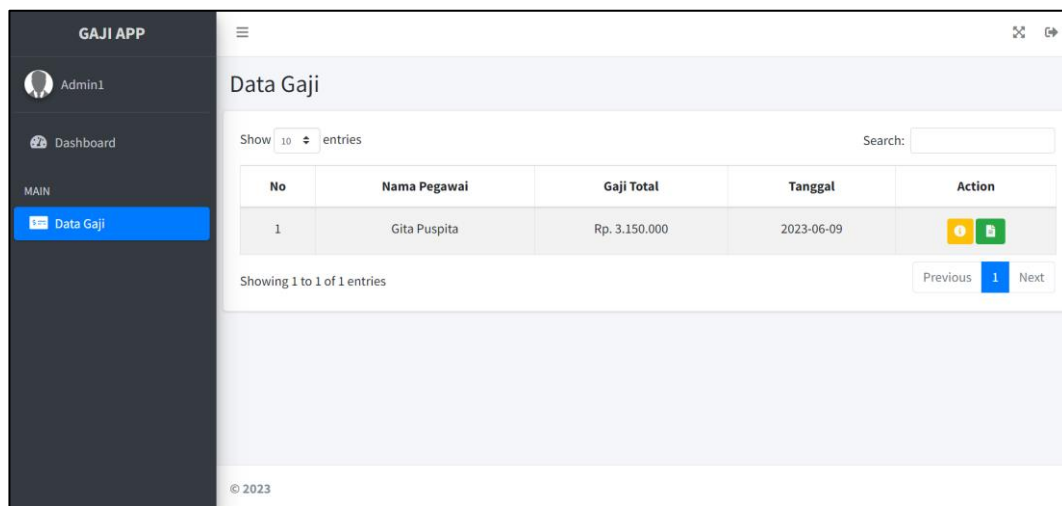 GAJI APP
Admin1
Dashboard
MAIN
Data Gaji
Data Gaji
Show 10 entries
Search:
No Nama Pegawai Gaji Total Tanggal Action
1 Gita Puspita Rp. 3.150.000 2023-06-09
Showing 1 to 1 of 1 entries
Previous 1 Next
© 2023